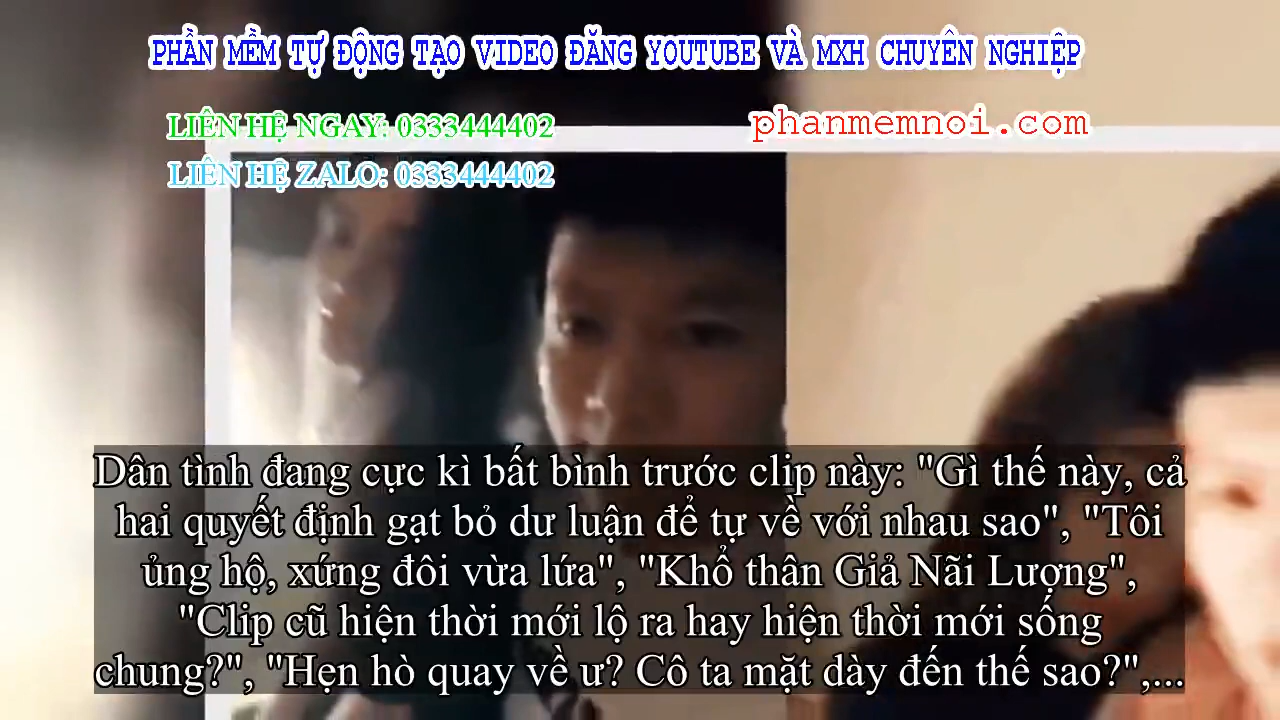 PHẦN MỀM TỰ ĐỘNG TẠO VIDEO ĐĂNG YOUTUBE VÀ MXH CHUYÊN NGHIỆP
LIÊN HỆ NGAY: 0333444402
phanmemnoi.com
LIÊN HỆ ZALO: 0333444402
Dân tình đang cực kì bất bình trước clip này: "Gì thế này, cả
hai quyết định gạt bỏ dư luận để tự về với nhau sao", "Tôi
ủng hộ, xứng đôi vừa lứa", "Khổ thân Giả Nãi Lượng",
"Clip cũ hiện thời mới lộ ra hay hiện thời mới sống
chung?", "Hẹn hò quay về ư? Cô ta mặt dày đến thế sao?",...